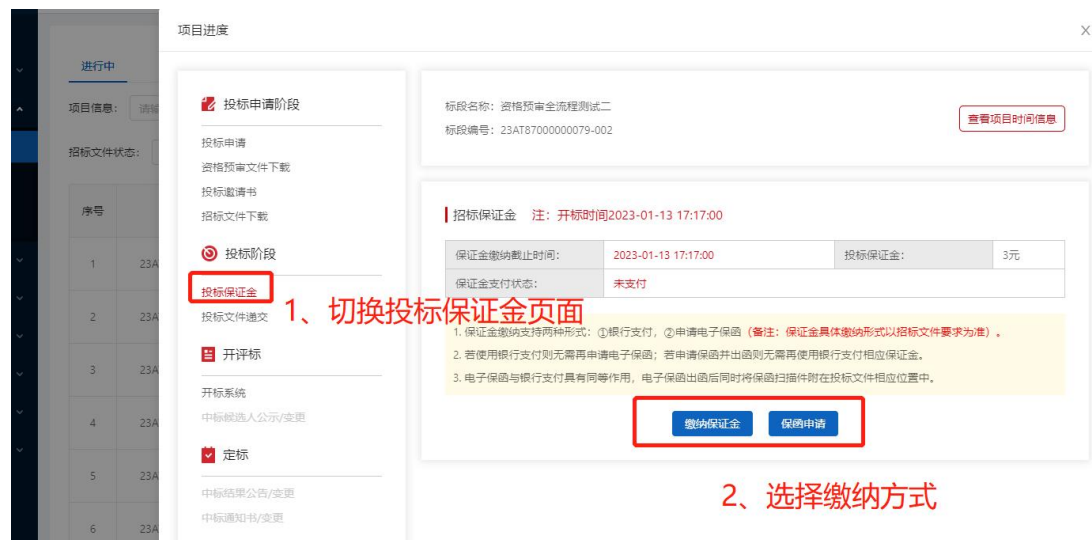 项目进度
X
进行中
项目信息：
招标文件状态：
序号
1 23A
2 23A
3 23A
4 23A
5 23A
6 23A
投标申请阶段
投标申请
资格预审文件下载
投标邀请书
招标文件下载
投标阶段
投标保证金
投标文件递交
开评标
开标系统
中标候选人公示/变更
定标
中标结果公告/变更
中标通知书/变更
标段名称：资格预审全流程测试二
标段编号：23AT87000000079-002
查看项目时间信息
招标保证金 注：开标时间2023-01-13 17:17:00
保证金缴纳截止时间： 2023-01-13 17:17:00 投标保证金： 3元
保证金支付状态： 未支付
1、切换投标保证金页面
1. 保证金缴纳支持两种形式：①银行支付，②申请电子保函（备注：保证金具体缴纳形式以招标文件要求为准）。
2. 若使用银行支付则无需再申请电子保函；若申请保函并出函则无需再使用银行支付相应保证金。
3. 电子保函与银行支付具有同等作用，电子保函出函后同时将保函扫描件附在投标文件相应位置中。
缴纳保证金 保函申请
2、选择缴纳方式